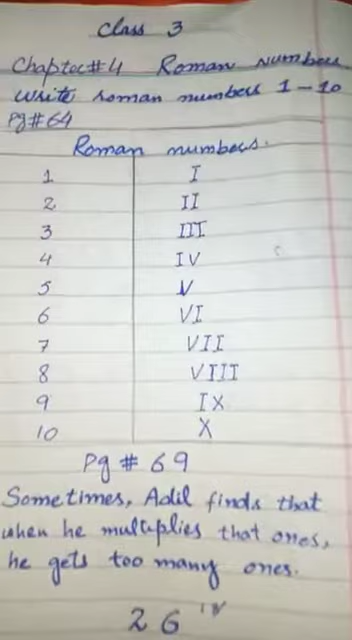 Class 3
Chapter#4 Roman Numbers
Write roman numbers 1-10
Pg#64
Roman numbers.
1 I
2 II
3 III
4 IV
5 V
6 VI
7 VII
8 VIII
9 IX
10 X
Pg # 69
Sometimes, Adil finds that
when he multiplies that ones,
he gets too many ones.
26